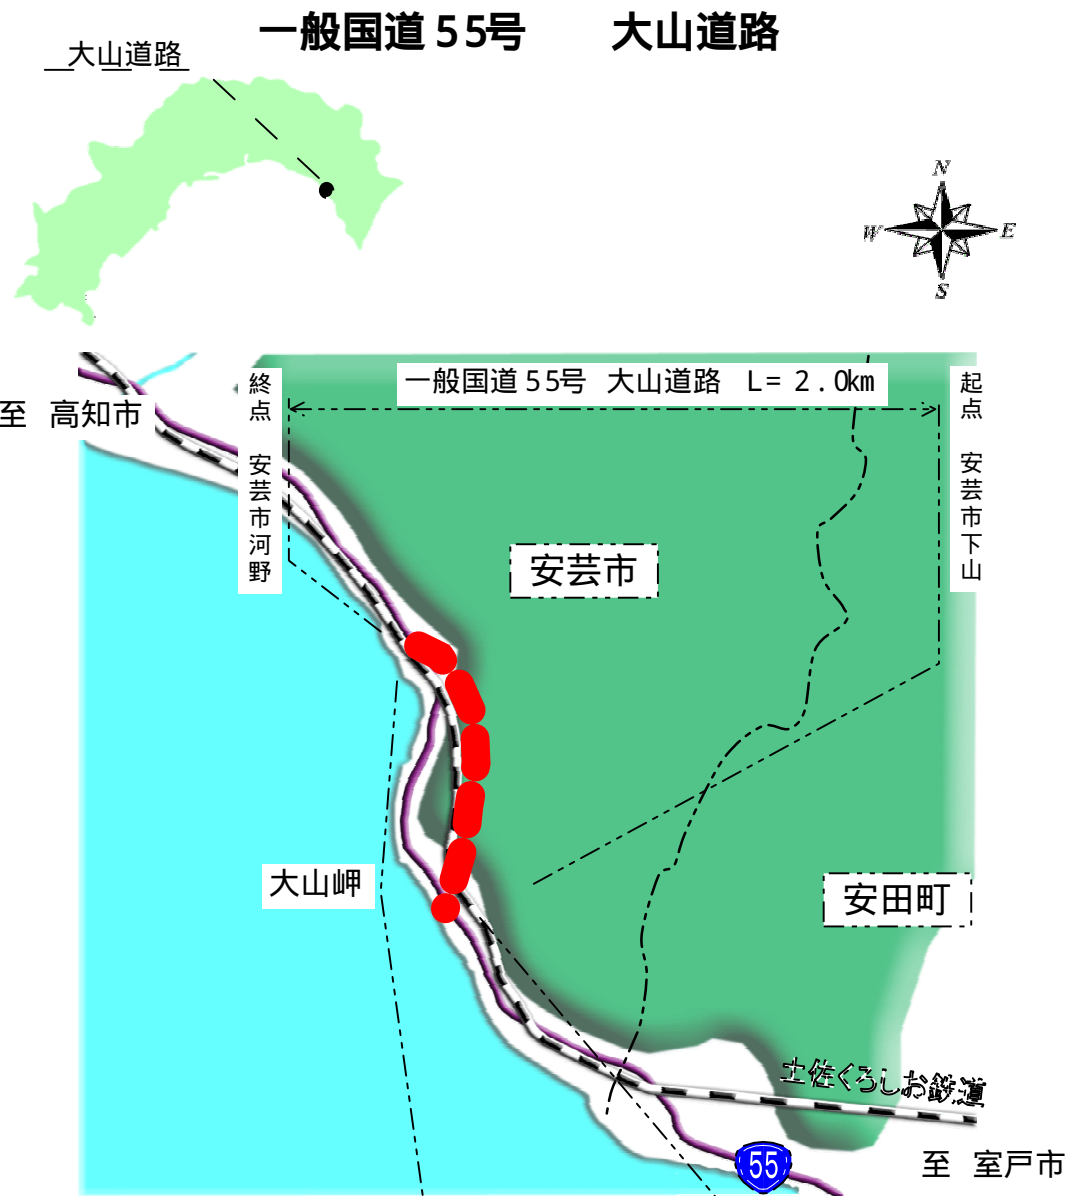 一般国道55号　大山道路
大山道路
N
W
E
S
一般国道55号 大山道路 L=2.0km
終点 安芸市河野
起点 安芸市下山
至 高知市
安芸市
大山岬
安田町
土佐くろしお鉄道
55
至 室戸市